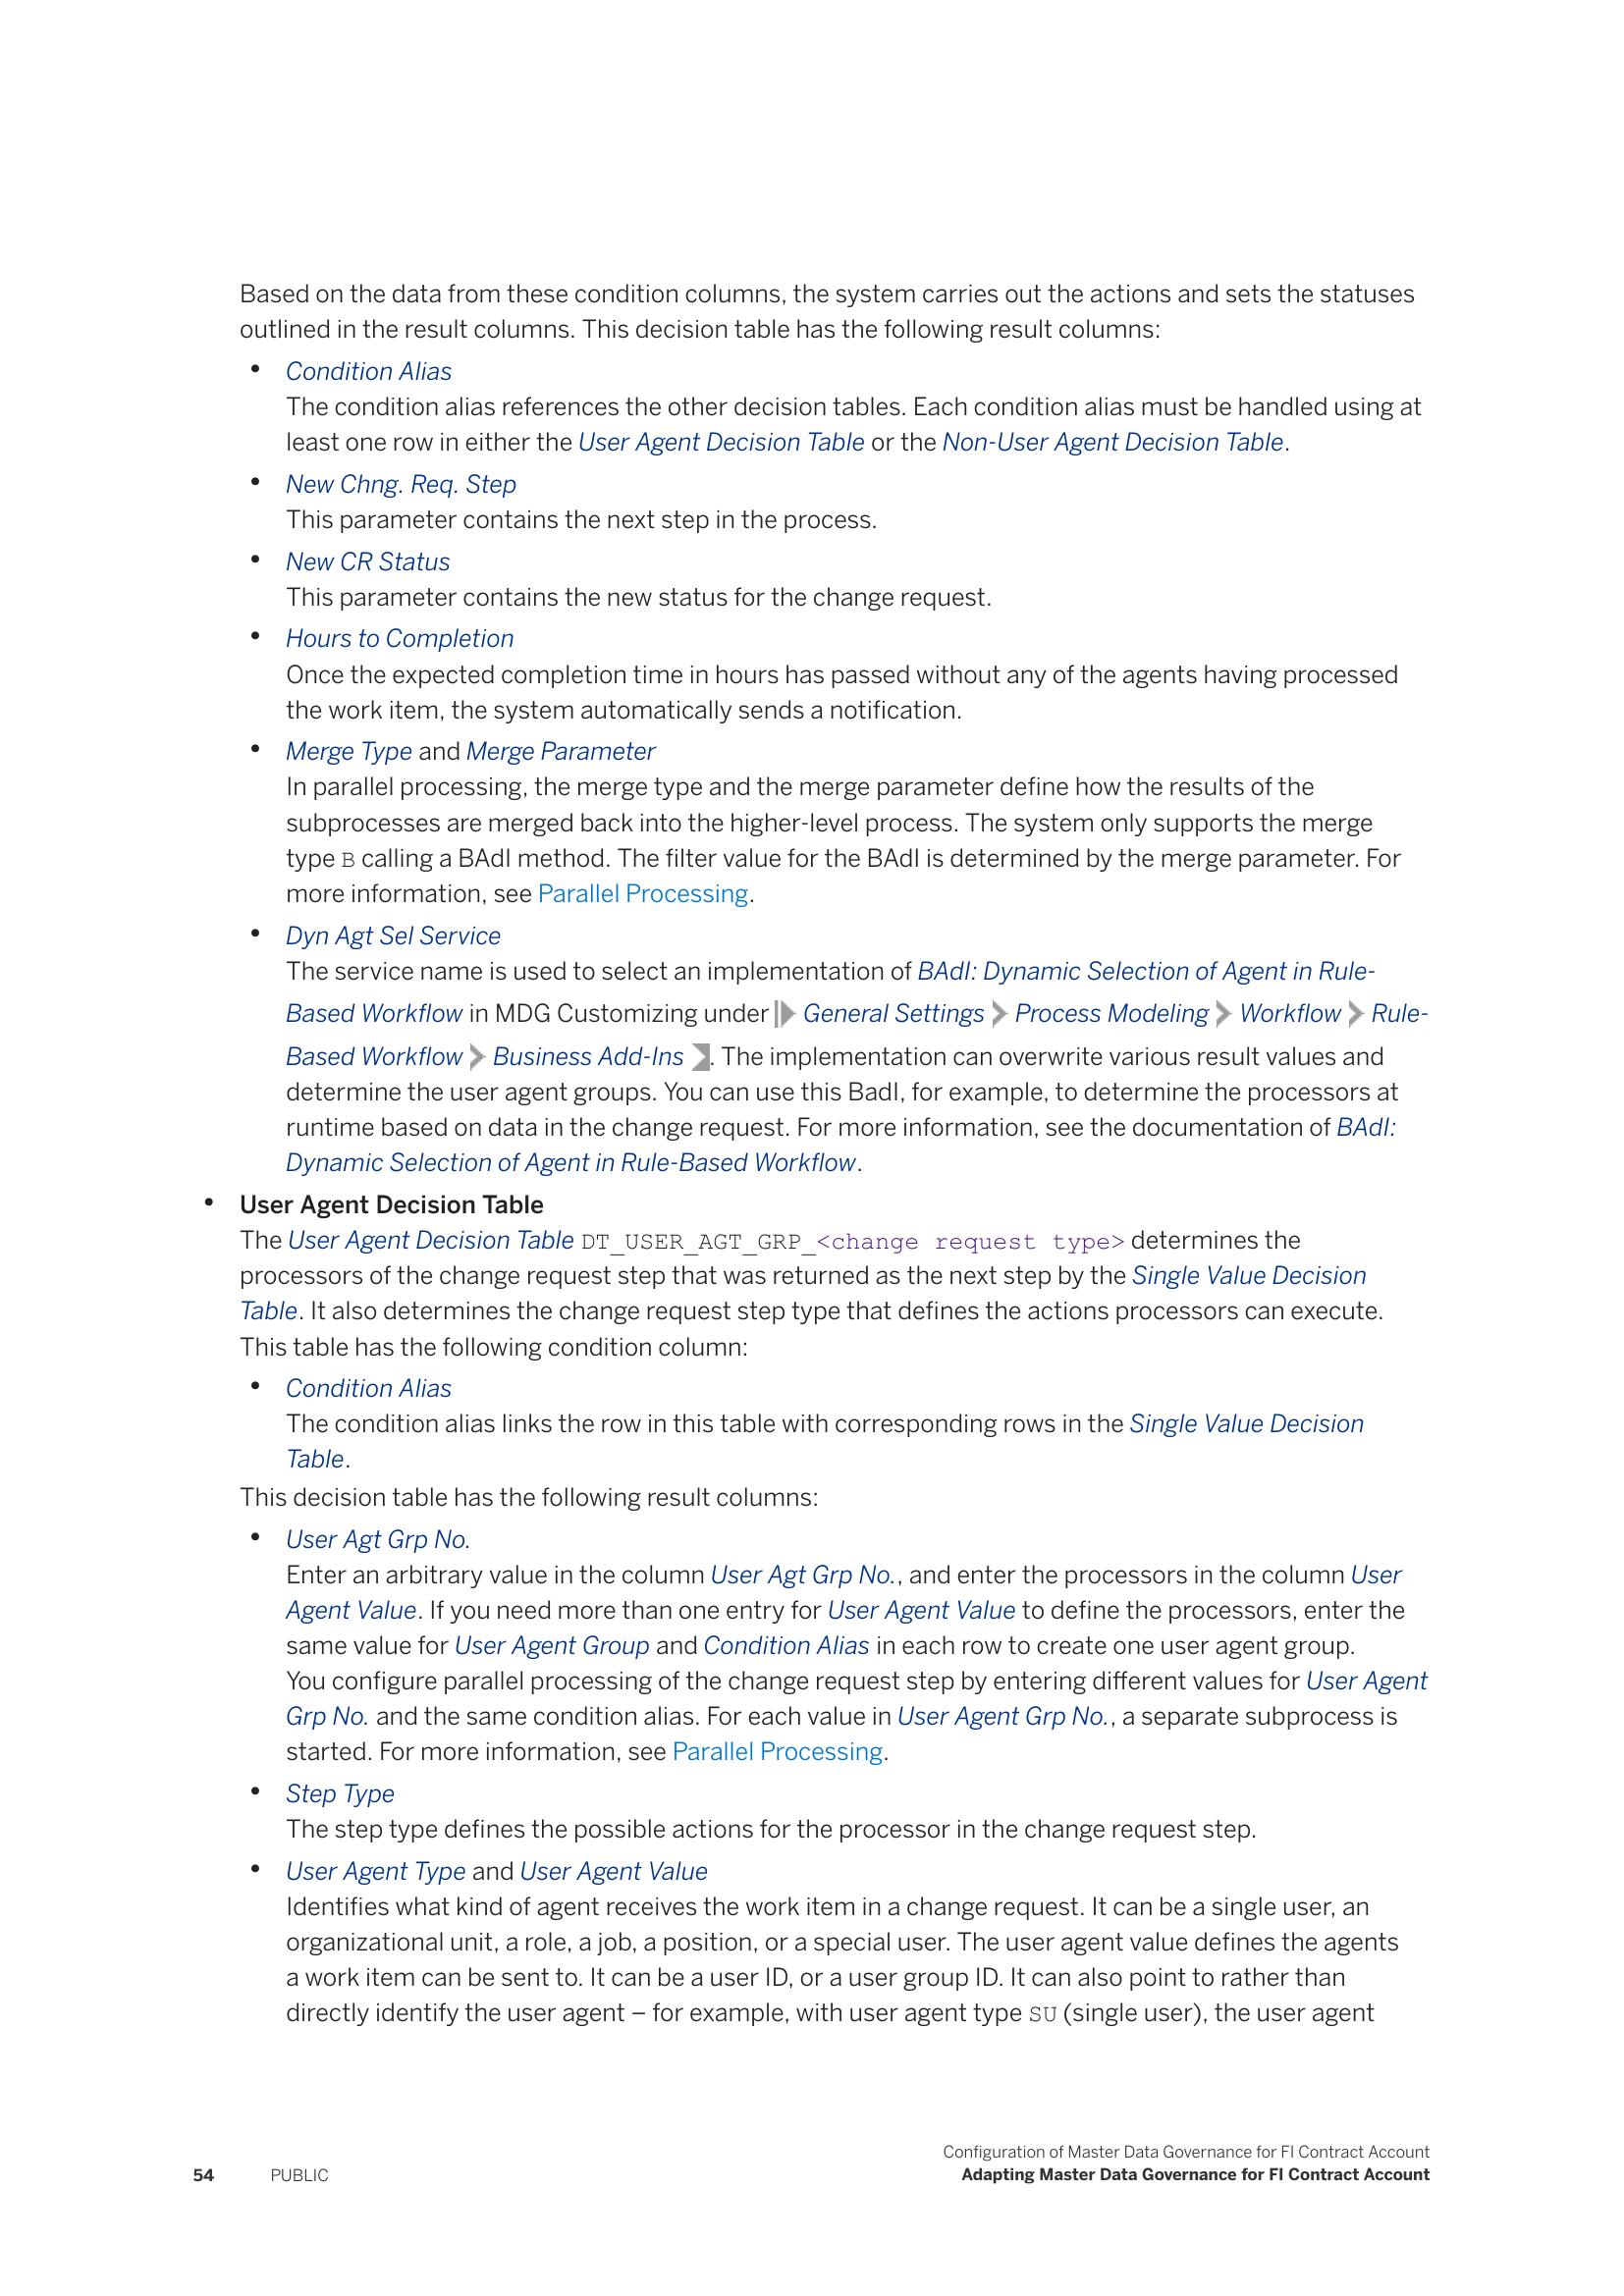 Based on the data from these condition columns, the system carries out the actions and sets the statuses
outlined in the result columns. This decision table has the following result columns:
• Condition Alias
The condition alias references the other decision tables. Each condition alias must be handled using at
least one row in either the User Agent Decision Table or the Non-User Agent Decision Table.
• New Chng. Req. Step
This parameter contains the next step in the process.
• New CR Status
This parameter contains the new status for the change request.
• Hours to Completion
Once the expected completion time in hours has passed without any of the agents having processed
the work item, the system automatically sends a notification.
• Merge Type and Merge Parameter
In parallel processing, the merge type and the merge parameter define how the results of the
subprocesses are merged back into the higher-level process. The system only supports the merge
type B calling a BAdI method. The filter value for the BAdI is determined by the merge parameter. For
more information, see Parallel Processing.
• Dyn Agt Sel Service
The service name is used to select an implementation of BAdI: Dynamic Selection of Agent in Rule-
Based Workflow in MDG Customizing under General Settings Process Modeling Workflow Rule-
Based Workflow Business Add-Ins . The implementation can overwrite various result values and
determine the user agent groups. You can use this BadI, for example, to determine the processors at
runtime based on data in the change request. For more information, see the documentation of BAdI:
Dynamic Selection of Agent in Rule-Based Workflow.
• User Agent Decision Table
The User Agent Decision Table DT_USER_AGT_GRP_<change request type> determines the
processors of the change request step that was returned as the next step by the Single Value Decision
Table. It also determines the change request step type that defines the actions processors can execute.
This table has the following condition column:
• Condition Alias
The condition alias links the row in this table with corresponding rows in the Single Value Decision
Table.
This decision table has the following result columns:
• User Agt Grp No.
Enter an arbitrary value in the column User Agt Grp No., and enter the processors in the column User
Agent Value. If you need more than one entry for User Agent Value to define the processors, enter the
same value for User Agent Group and Condition Alias in each row to create one user agent group.
You configure parallel processing of the change request step by entering different values for User Agent
Grp No. and the same condition alias. For each value in User Agent Grp No., a separate subprocess is
started. For more information, see Parallel Processing.
• Step Type
The step type defines the possible actions for the processor in the change request step.
• User Agent Type and User Agent Value
Identifies what kind of agent receives the work item in a change request. It can be a single user, an
organizational unit, a role, a job, a position, or a special user. The user agent value defines the agents
a work item can be sent to. It can be a user ID, or a user group ID. It can also point to rather than
directly identify the user agent – for example, with user agent type SU (single user), the user agent
Configuration of Master Data Governance for FI Contract Account
54 PUBLIC Adapting Master Data Governance for FI Contract Account